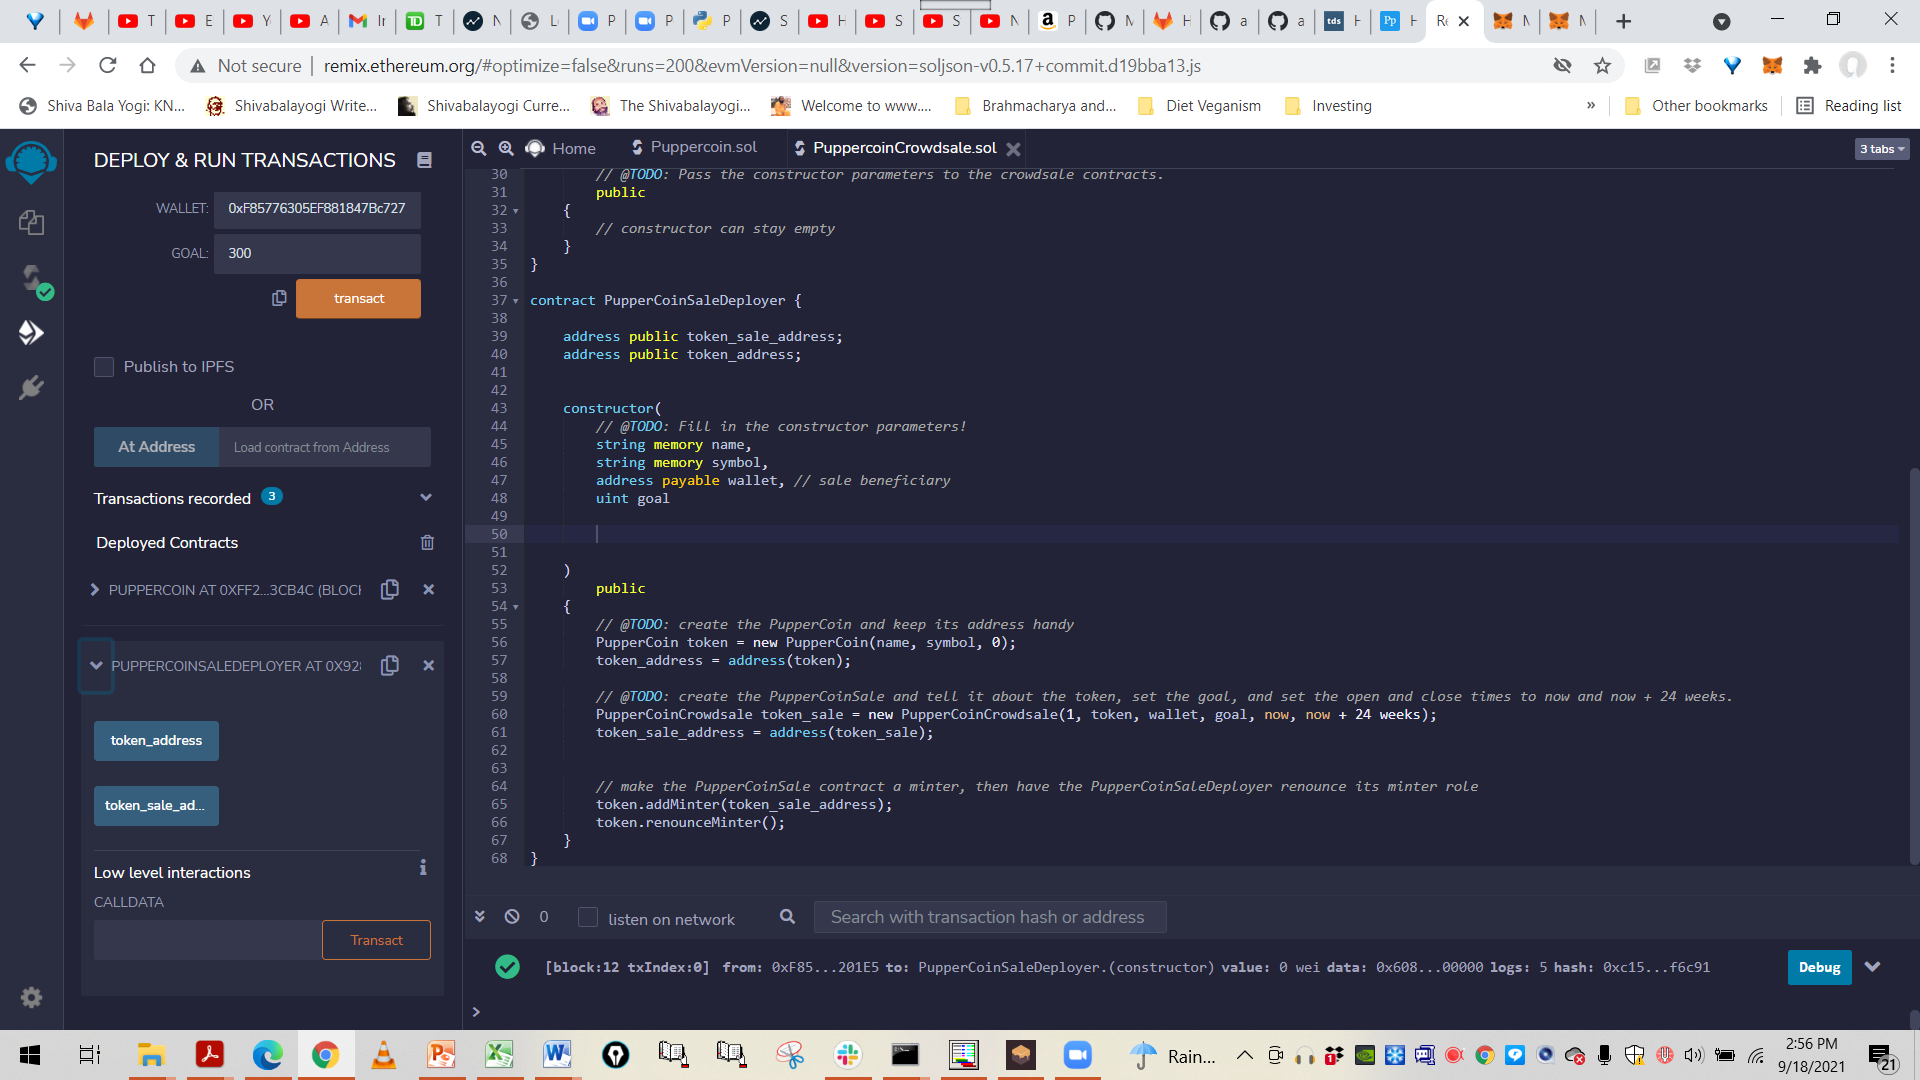 T
E
Y
A
In
T
N
L
P
P
P
S
H
S
S
N
P
M
H
a
a
H
H
Re
M
M
Not secure
remix.ethereum.org/#optimize=false&runs=200&evmVersion=null&version=soljson-v0.5.17+commit.d19bba13.js
Shiva Bala Yogi: KN...
Shivabalayogi Write...
Shivabalayogi Curre...
The Shivabalayogi...
Welcome to www....
Brahmacharya and...
Diet Veganism
Investing
»
Other bookmarks
Reading list
DEPLOY & RUN TRANSACTIONS
WALLET: 0xF85776305EF881847Bc727
GOAL: 300
transact
Publish to IPFS
OR
At Address
Load contract from Address
Transactions recorded 3
Deployed Contracts
PUPPERCOIN AT 0XFF2...3CB4C (BLOCK
PUPPERCOINSALEDEPLOYER AT 0X928
token_address
token_sale_ad...
Low level interactions
CALLDATA
Transact
Home
Puppercoin.sol
PuppercoinCrowdsale.sol
3 tabs
30 // @TODO: Pass the constructor parameters to the crowdsale contracts.
31 public
32 {
33 // constructor can stay empty
34 }
35 }
36
37 contract PupperCoinSaleDeployer {
38
39 address public token_sale_address;
40 address public token_address;
41
42
43 constructor(
44 // @TODO: Fill in the constructor parameters!
45 string memory name,
46 string memory symbol,
47 address payable wallet, // sale beneficiary
48 uint goal
49
50
51
52 )
53 public
54 {
55 // @TODO: create the PupperCoin and keep its address handy
56 PupperCoin token = new PupperCoin(name, symbol, 0);
57 token_address = address(token);
58
59 // @TODO: create the PupperCoinSale and tell it about the token, set the goal, and set the open and close times to now and now + 24 weeks.
60 PupperCoinCrowdsale token_sale = new PupperCoinCrowdsale(1, token, wallet, goal, now, now + 24 weeks);
61 token_sale_address = address(token_sale);
62
63
64 // make the PupperCoinSale contract a minter, then have the PupperCoinSaleDeployer renounce its minter role
65 token.addMinter(token_sale_address);
66 token.renounceMinter();
67 }
68 }
0
listen on network
Search with transaction hash or address
[block:12 txIndex:0] from: 0xF85...201E5 to: PupperCoinSaleDeployer.(constructor) value: 0 wei data: 0x608...00000 logs: 5 hash: 0xc15...f6c91
Debug
>
Rain...
2:56 PM
9/18/2021
21